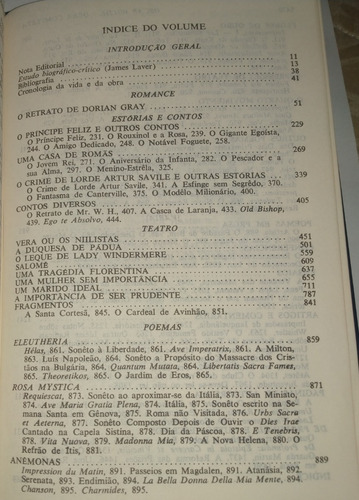 INDICE DO VOLUME
INTRODUÇÃO GERAL
Nota Editorial 11
Estudo biográfico-crítico (James Laver) 13
Bibliografia 38
Cronologia da vida e da obra 41
ROMANCE
O RETRATO DE DORIAN GRAY 51
ESTÓRIAS E CONTOS
O PRÍNCIPE FELIZ E OUTROS CONTOS 229
O Príncipe Feliz, 231. O Rouxinol e a Rosa, 239. O Gigante Egoísta,
244. O Amigo Dedicado, 248. O Notável Foguete, 258.
UMA CASA DE ROMÃS 269
O Jovem Rei, 271. O Aniversário da Infanta, 282. O Pescador e a
sua Alma, 291. O Menino-Estrêla, 315.
O CRIME DE LORDE ARTUR SAVILE E OUTRAS ESTÓRIAS 339
O Crime de Lorde Artur Savile, 341. A Esfinge sem Segrêdo, 370.
O Fantasma de Canterville, 375. O Modêlo Milionário, 400.
CONTOS DIVERSOS 405
O Retrato de Mr. W. H., 407. A Casca de Laranja, 433. Old Bishop,
439. Ego te Absolvo, 444.
TEATRO
VERA OU OS NIILISTAS 451
A DUQUESA DE PÁDUA 501
O LEQUE DE LADY WINDERMERE 559
SALOMÉ 609
UMA TRAGÉDIA FLORENTINA 637
UMA MULHER SEM IMPORTÂNCIA 655
UM MARIDO IDEAL 711
A IMPORTÂNCIA DE SER PRUDENTE 787
FRAGMENTOS 841
A Santa Cortesã, 845. O Cardeal de Avinhão, 851.
POEMAS
ELEUTHERIA 859
Hélas, 861. Sonêto à Liberdade, 861. Ave Imperatrix, 861. A Milton,
863. Luís Napoleão, 863. Sonêto a Propósito do Massacre dos Cris-
tãos na Bulgária, 864. Quantum Mutata, 864. Libertatis Sacra Fames,
865. Theoretikos, 865. O Jardim de Eros, 865.
ROSA MYSTICA 871
Requiescat, 873. Sonêto ao aproximar-se da Itália, 873. San Miniato,
874. Ave Maria Gratia Plena, 874. Itália, 875. Sonêto escrito na Se-
mana Santa em Gênova, 875. Roma não Visitada, 876. Urbs Sacra
et Aeterna, 877. Sonêto Composto Depois de Ouvir o Dies Irae
Cantado na Capela Sistina, 878. Dia da Páscoa, 878. E Tenebris,
878. Vita Nuova, 879. Madonna Mia, 879. A Nova Helena, 880. O
Refrão de Ítis, 881.
ANEMONAS 889
Impression du Matin, 891. Passeios em Magdalen, 891. Atanásia, 892.
Serenata, 893. Endimião, 894. La Bella Donna Della Mia Mente, 894.
Chanson, 895. Charmides, 895.